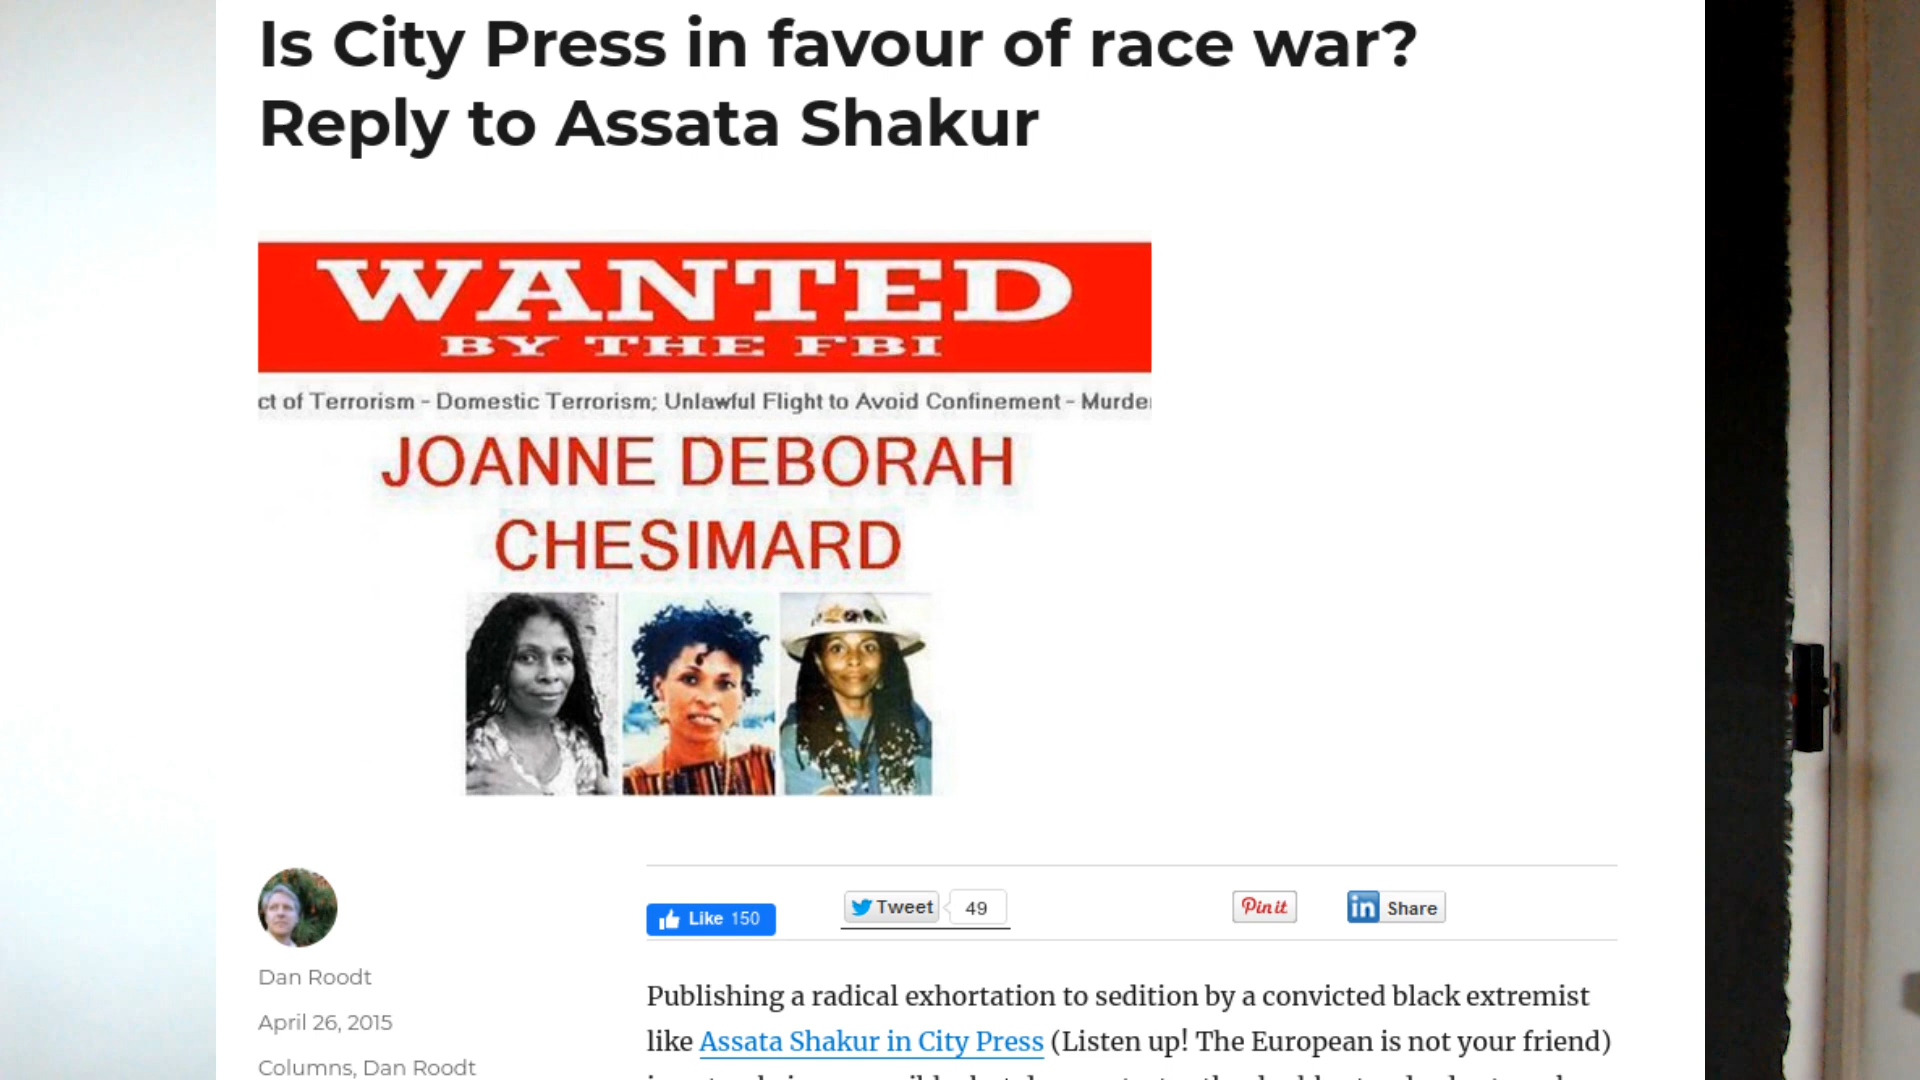 Is City Press in favour of race war?
Reply to Assata Shakur
WANTED
BY THE FBI
ct of Terrorism - Domestic Terrorism; Unlawful Flight to Avoid Confinement - Murde
JOANNE DEBORAH
CHESIMARD
Like 150
Tweet 49
Pin it
in Share
Dan Roodt
April 26, 2015
Columns, Dan Roodt
Publishing a radical exhortation to sedition by a convicted black extremist
like Assata Shakur in City Press (Listen up! The European is not your friend)